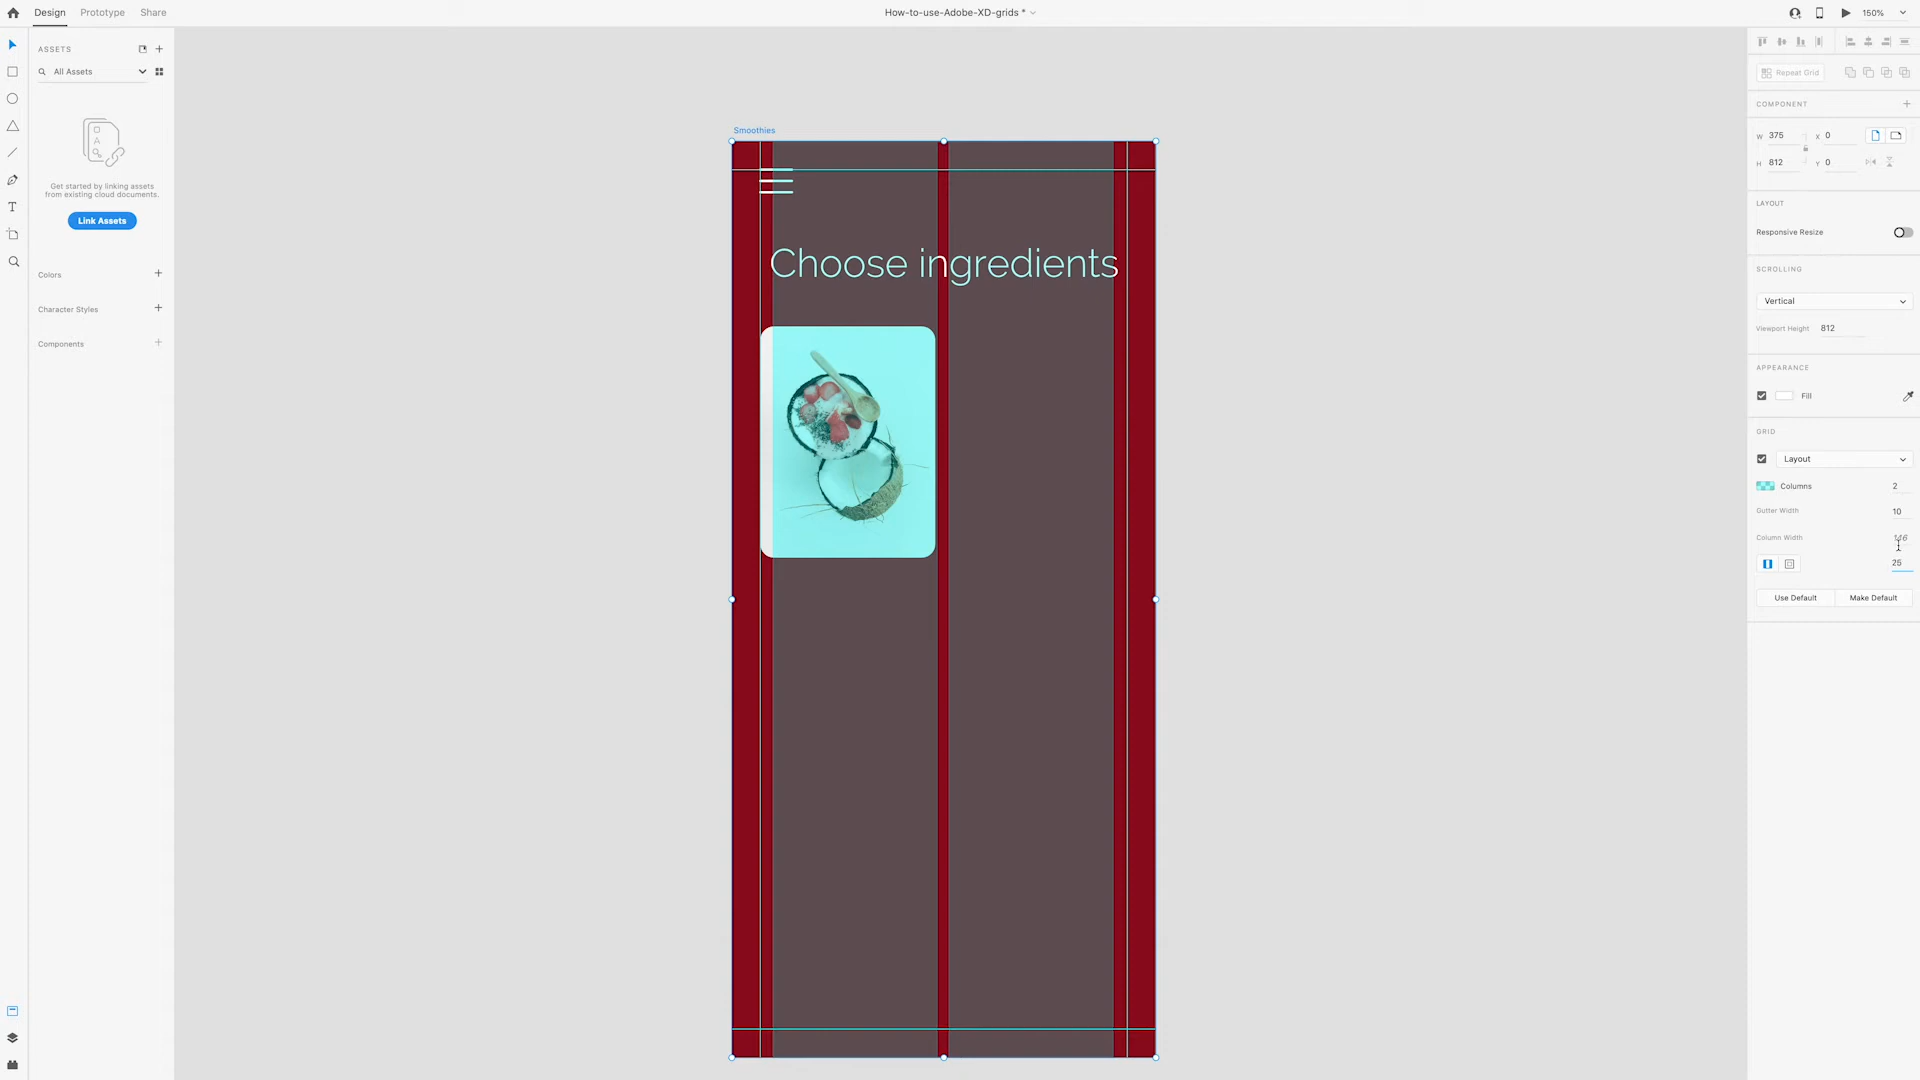 Design
Prototype
Share
How-to-use-Adobe-XD-grids *
150%
ASSETS
All Assets
Get started by linking assets
from existing cloud documents.
Link Assets
Colors
Character Styles
Components
Smoothies
Choose ingredients
Repeat Grid
COMPONENT
W 375
X 0
H 812
Y 0
LAYOUT
Responsive Resize
SCROLLING
Vertical
Viewport Height 812
APPEARANCE
Fill
GRID
Layout
Columns 2
Gutter Width 10
Column Width 146
25
Use Default
Make Default